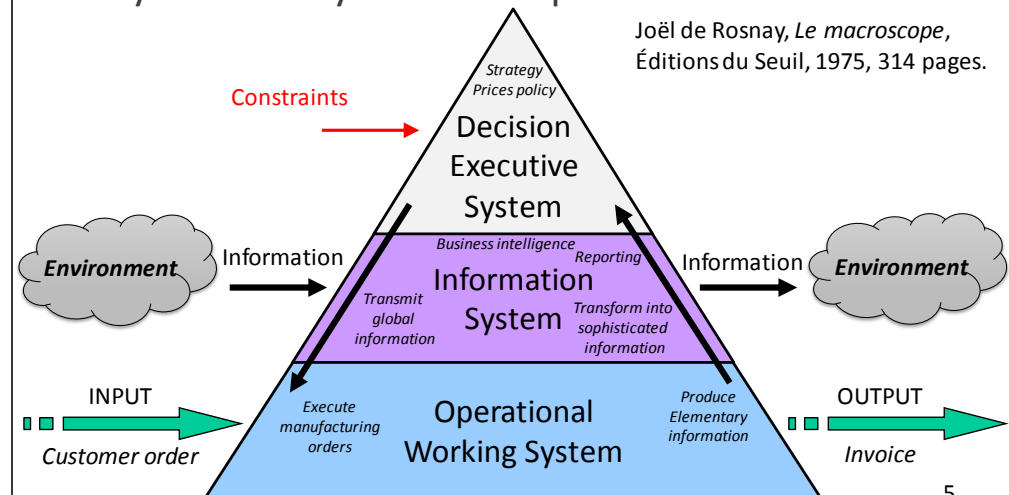 Joël de Rosnay, Le macroscope,
Éditions du Seuil, 1975, 314 pages.
Strategy
Prices policy
Constraints
Decision
Executive
System
Environment
Information
Business intelligence
Reporting
Information
System
Transmit
global
information
Transform into
sophisticated
information
Information
Environment
INPUT
Customer order
Execute
manufacturing
orders
Operational
Working System
Produce
Elementary
information
OUTPUT
Invoice